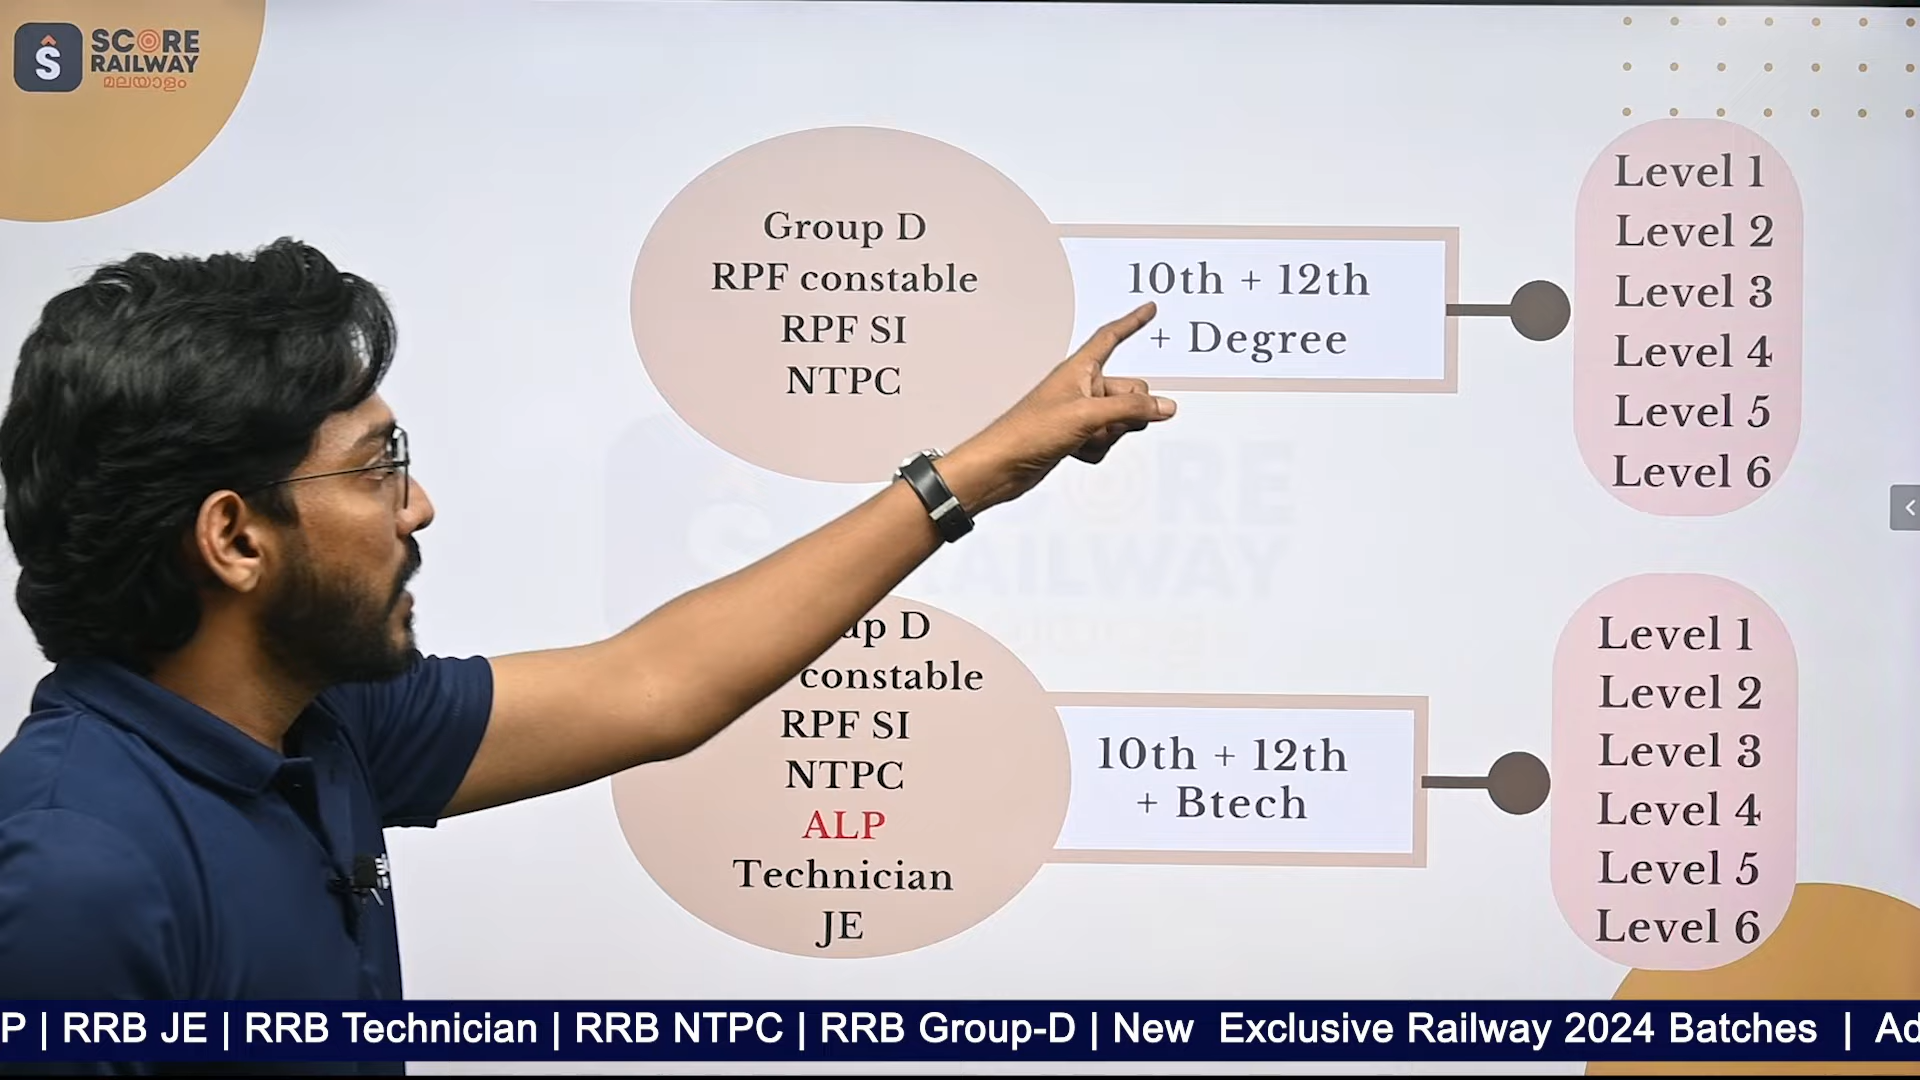 SCORE
RAILWAY
മലയാളം
Group D
RPF constable
RPF SI
NTPC
10th + 12th
+ Degree
Level 1
Level 2
Level 3
Level 4
Level 5
Level 6
RAILWAY
D
constable
RPF SI
NTPC
ALP
Technician
JE
10th + 12th
+ Btech
Level 1
Level 2
Level 3
Level 4
Level 5
Level 6
P | RRB JE | RRB Technician | RRB NTPC | RRB Group-D | New Exclusive Railway 2024 Batches | Ad